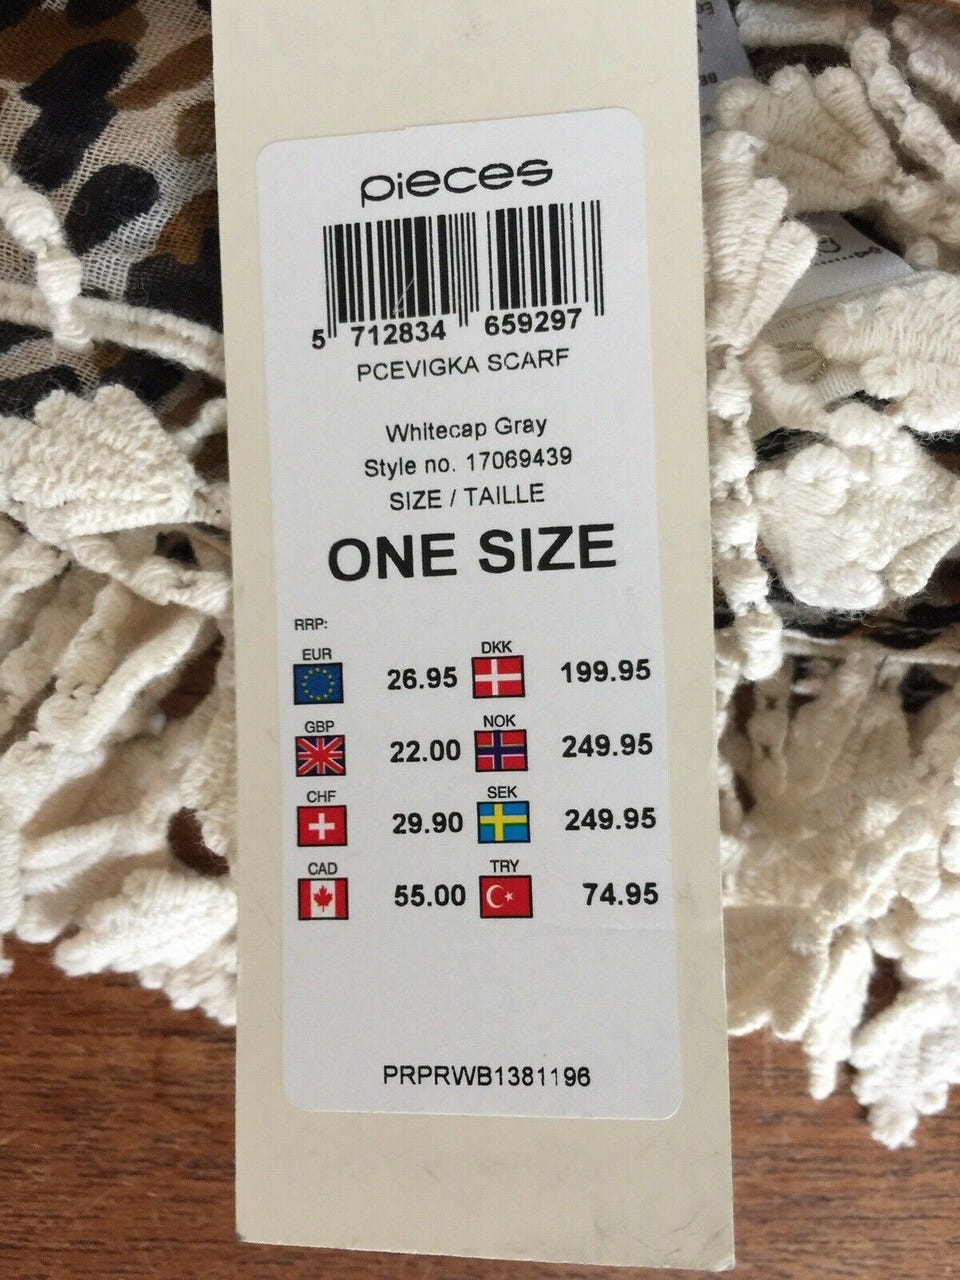 pieces
5 712834 659297
PCEVIGKA SCARF
Whitecap Gray
Style no. 17069439
SIZE / TAILLE
ONE SIZE
RRP:
EUR 26.95 DKK 199.95
GBP 22.00 NOK 249.95
CHF 29.90 SEK 249.95
CAD 55.00 TRY 74.95
PRPRWB1381196